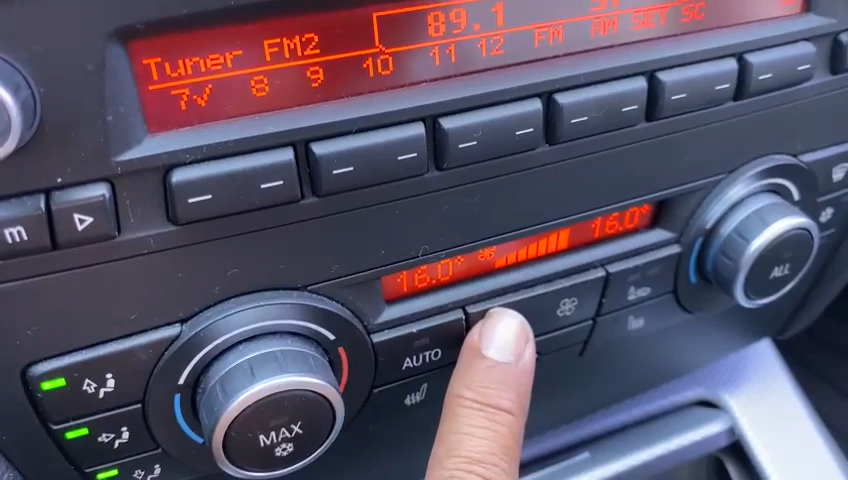 Tuner FM2 89.1
7√ 8 9 10 11 12 FM AM SET SC
m
16.0° 16.0°
AUTO
ALL
MAX